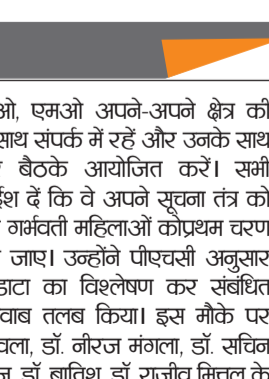 ओ, एमओ अपने-अपने क्षेत्र की
साथ संपर्क में रहें और उनके साथ
बैठके आयोजित करें। सभी
ईश दें कि वे अपने सूचना तंत्र को
गर्भवती महिलाओं कोप्रथम चरण
जाए। उन्होंने पीएचसी अनुसार
डाटा का विश्लेषण कर संबंधित
वाब तलब किया। इस मौके पर
वला, डॉ. नीरज मंगला, डॉ. सचिन
डॉ बातिश डॉ राजीव मित्तल के